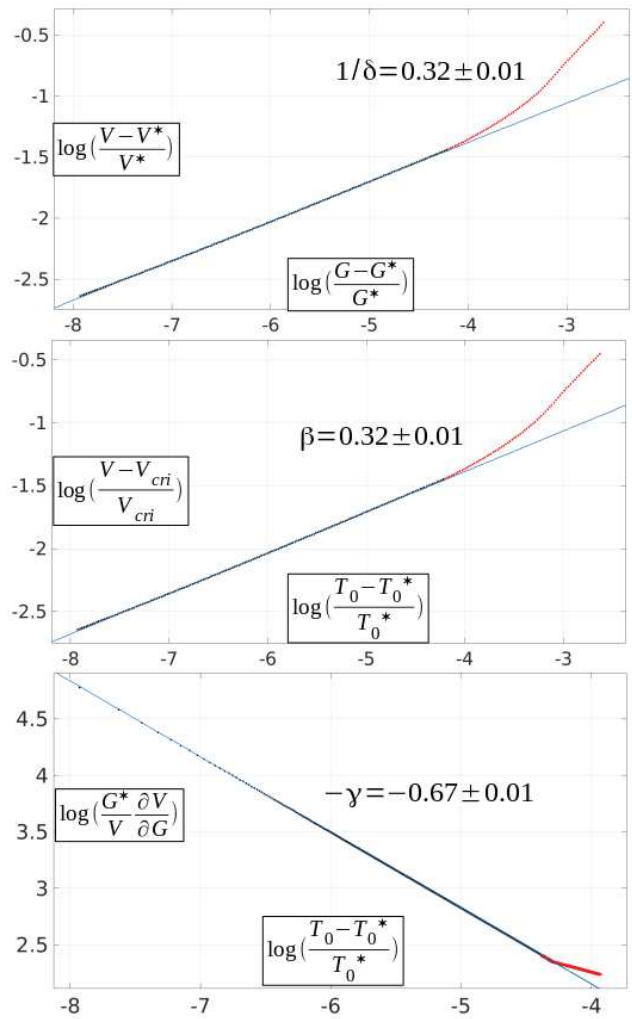 -0.5
1/δ=0.32±0.01
-1
log(V−V*/V*)
-1.5
-2
log(G−G*/G*)
-2.5
-8 -7 -6 -5 -4 -3
-0.5
-1
β=0.32±0.01
log(V−V_cri/V_cri)
-1.5
-2
log(T_0−T_0*/T_0*)
-2.5
-8 -7 -6 -5 -4 -3
4.5
4
−γ=−0.67±0.01
log(G*/V ∂V/∂G)
3.5
3
log(T_0−T_0*/T_0*)
2.5
-8 -7 -6 -5 -4